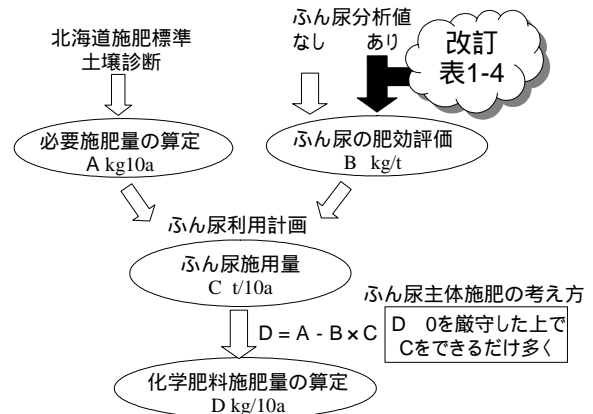 北海道施肥標準
土壌診断
ふん尿分析値
なし あり
改訂
表1-4
必要施肥量の算定
A kg10a
ふん尿の肥効評価
B kg/t
ふん尿利用計画
ふん尿施用量
C t/10a
ふん尿主体施肥の考え方
D = A - B × C
D 0を厳守した上で
Cをできるだけ多く
化学肥料施肥量の算定
D kg/10a